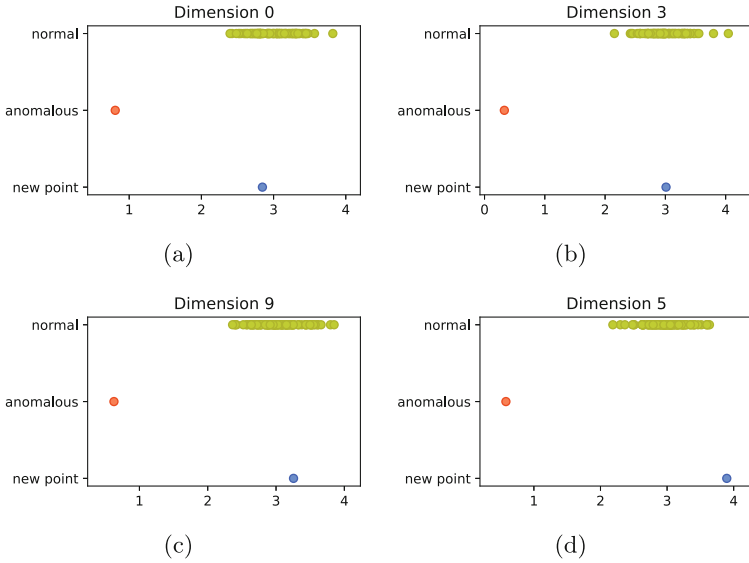 Dimension 0
normal
anomalous
new point
1 2 3 4
(a)
Dimension 3
normal
anomalous
new point
0 1 2 3 4
(b)
Dimension 9
normal
anomalous
new point
1 2 3 4
(c)
Dimension 5
normal
anomalous
new point
1 2 3 4
(d)